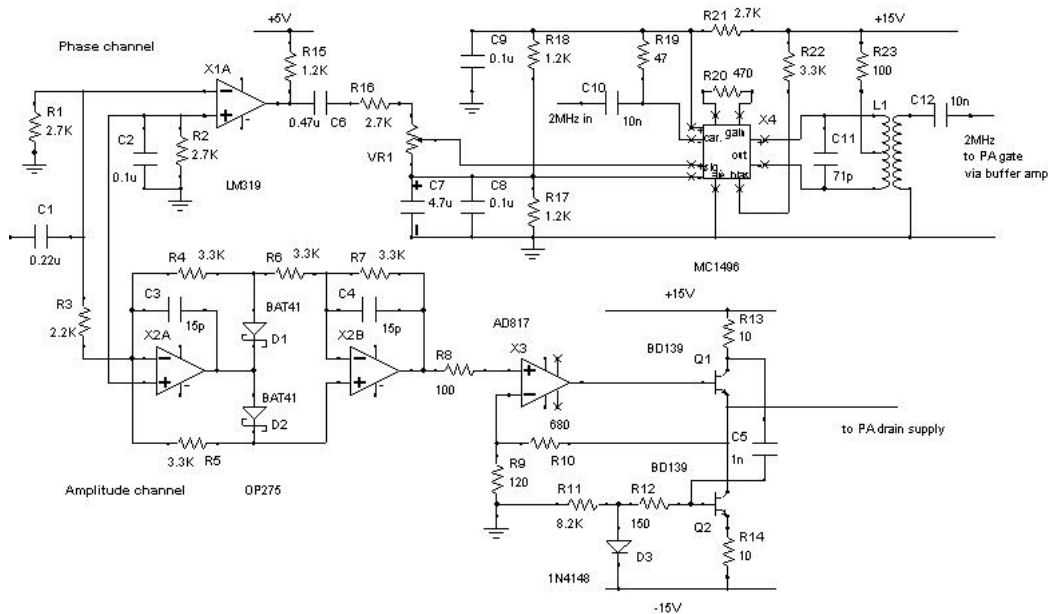 Phase channel
+5V
R15
1.2K
X1A
R1
2.7K
C2
0.1u
R2
2.7K
LM319
0.47u
C6
R16
2.7K
VR1
C7
4.7u
C8
0.1u
R17
1.2K
C9
0.1u
R18
1.2K
C10
2MHz in
10n
R19
47
R21
2.7K
+15V
R20
470
R22
3.3K
R23
100
X4
car.
gain
out
sig
bias
L1
C11
71p
C12
10n
2MHz
to PA gate
via buffer amp
MC1496
C1
0.22u
R3
2.2K
R4
3.3K
R6
3.3K
R7
3.3K
C3
15p
C4
15p
BAT41
D1
X2A
X2B
BAT41
D2
3.3K
R5
Amplitude channel
OP275
R8
100
AD817
X3
680
R10
R9
120
R11
8.2K
R12
150
D3
1N4148
+15V
R13
10
BD139
Q1
to PA drain supply
C5
1n
BD139
Q2
R14
10
-15V